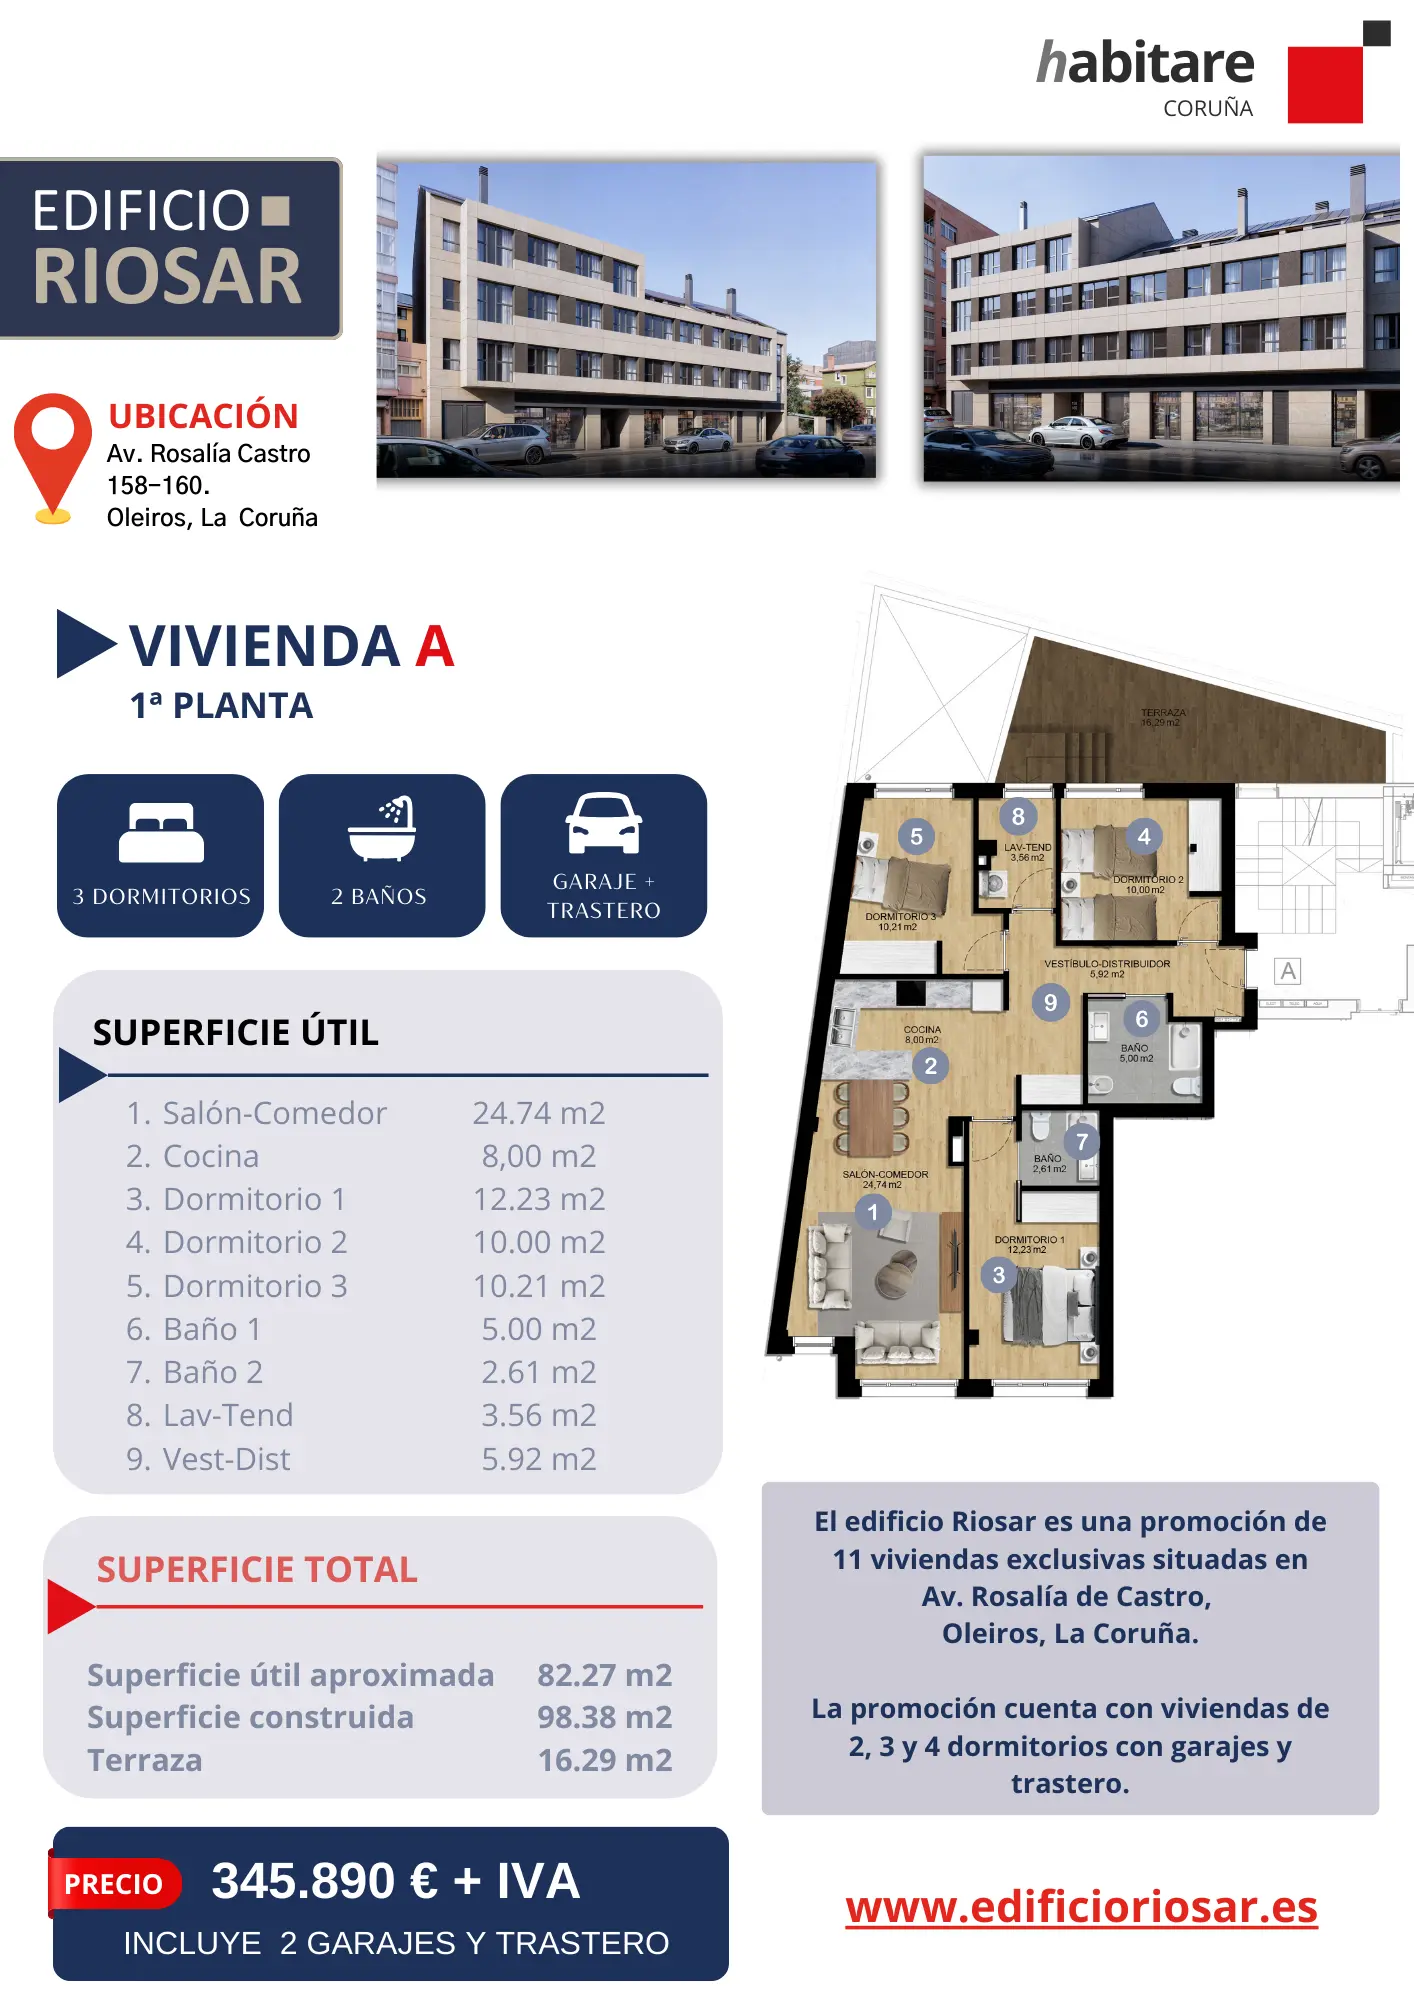 habitare
CORUÑA
EDIFICIO
RIOSAR
UBICACIÓN
Av. Rosalía Castro
158-160.
Oleiros, La Coruña
VIVIENDA A
1ª PLANTA
3 DORMITORIOS
2 BAÑOS
GARAJE +
TRASTERO
SUPERFICIE ÚTIL
1. Salón-Comedor 24.74 m2
2. Cocina 8,00 m2
3. Dormitorio 1 12.23 m2
4. Dormitorio 2 10.00 m2
5. Dormitorio 3 10.21 m2
6. Baño 1 5.00 m2
7. Baño 2 2.61 m2
8. Lav-Tend 3.56 m2
9. Vest-Dist 5.92 m2
SUPERFICIE TOTAL
Superficie útil aproximada 82.27 m2
Superficie construida 98.38 m2
Terraza 16.29 m2
PRECIO
345.890 € + IVA
INCLUYE 2 GARAJES Y TRASTERO
TERRAZA
16,29 m2
5
8
4
LAV-TEND
3,56 m2
DORMITORIO 2
10,00 m2
DORMITORIO 3
10,21 m2
VESTÍBULO-DISTRIBUIDOR
5,92 m2
A
9
6
COCINA
8,00 m2
2
BAÑO
5,00 m2
7
BAÑO
2,61 m2
SALÓN-COMEDOR
24,74 m2
1
DORMITORIO 1
12,23 m2
3
El edificio Riosar es una promoción de
11 viviendas exclusivas situadas en
Av. Rosalía de Castro,
Oleiros, La Coruña.
La promoción cuenta con viviendas de
2, 3 y 4 dormitorios con garajes y
trastero.
www.edificioriosar.es